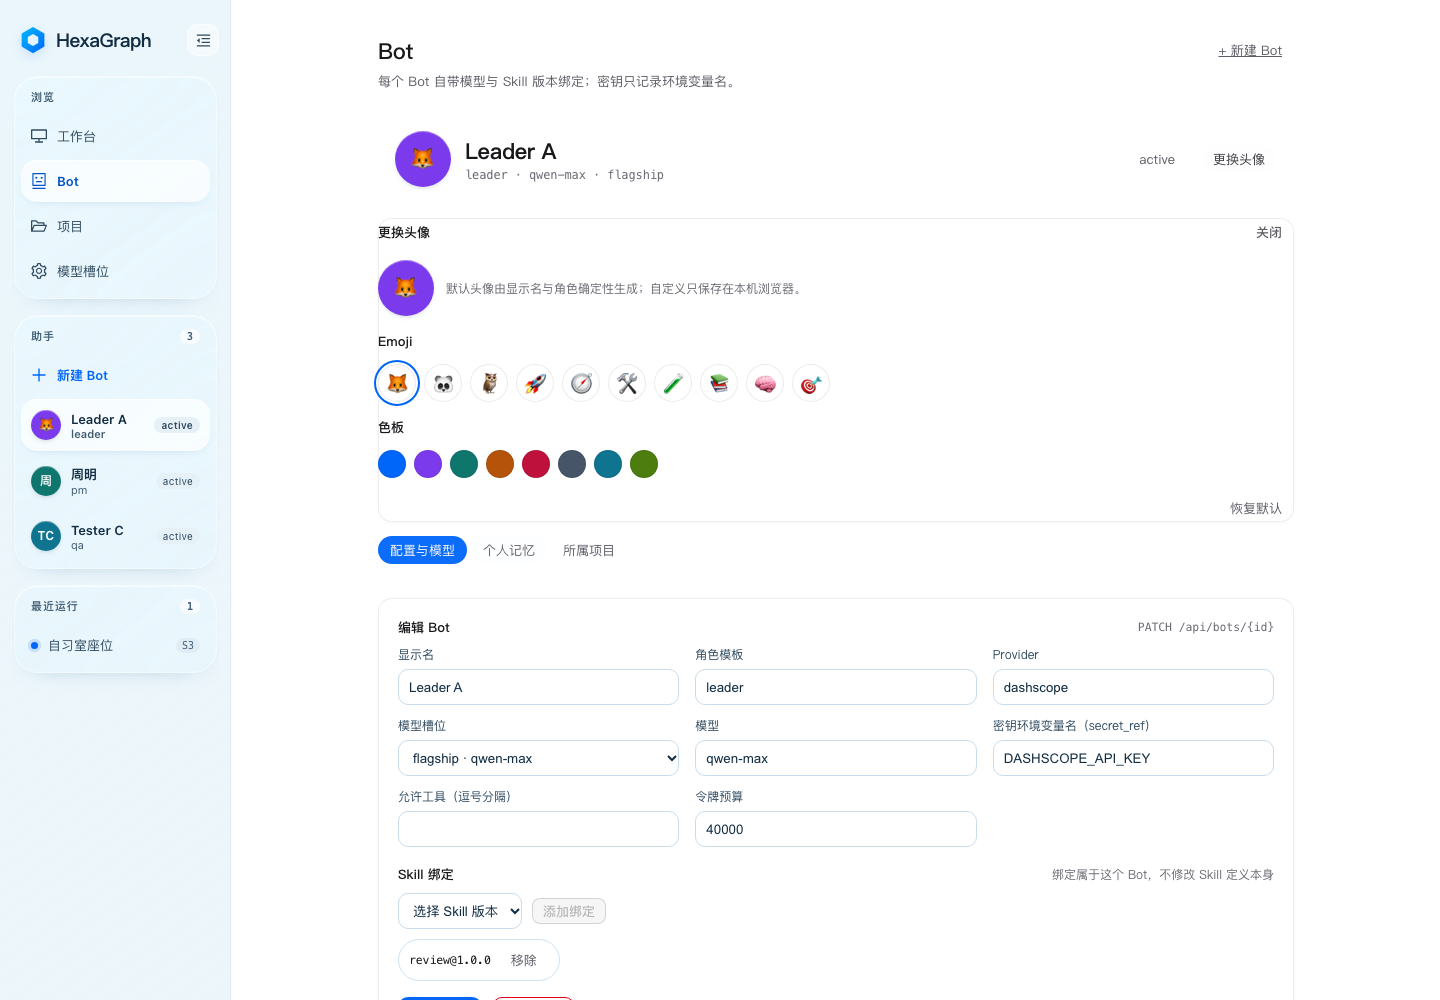 HexaGraph
浏览
工作台
Bot
项目
模型槽位
助手 3
新建 Bot
Leader A
leader
active
周
周明
pm
active
TC
Tester C
qa
active
最近运行 1
自习室座位 S3
Bot
+ 新建 Bot
每个 Bot 自带模型与 Skill 版本绑定；密钥只记录环境变量名。
Leader A
leader · qwen-max · flagship
active 更换头像
更换头像 关闭
默认头像由显示名与角色确定性生成；自定义只保存在本机浏览器。
Emoji
色板
恢复默认
配置与模型 个人记忆 所属项目
编辑 Bot PATCH /api/bots/{id}
显示名 角色模板 Provider
Leader A leader dashscope
模型槽位 模型 密钥环境变量名（secret_ref）
flagship · qwen-max qwen-max DASHSCOPE_API_KEY
允许工具（逗号分隔） 令牌预算
40000
Skill 绑定 绑定属于这个 Bot，不修改 Skill 定义本身
选择 Skill 版本 添加绑定
review@1.0.0 移除